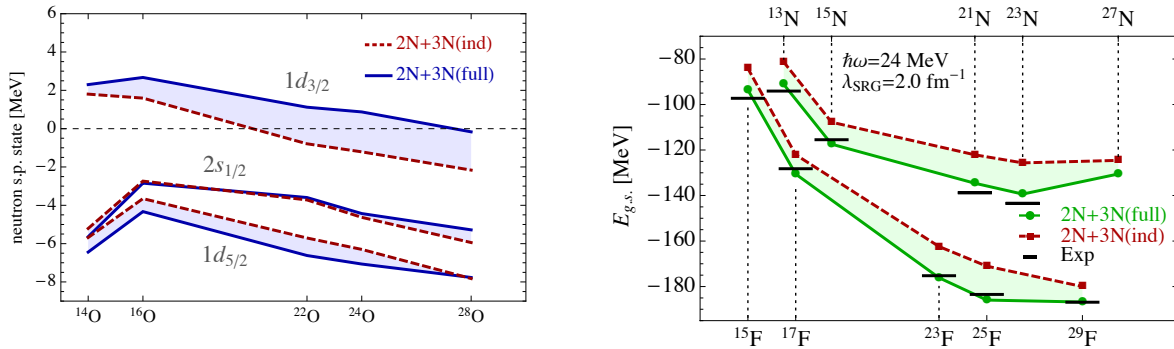 neutron s.p. state [MeV]
6
4
2
0
−2
−4
−6
−8
2N+3N(ind)
2N+3N(full)
1d3/2
2s1/2
1d5/2
¹⁴O
¹⁶O
²²O
²⁴O
²⁸O
¹³N
¹⁵N
²¹N
²³N
²⁷N
Eg.s. [MeV]
−80
−100
−120
−140
−160
−180
ħω=24 MeV
λSRG=2.0 fm⁻¹
2N+3N(full)
2N+3N(ind)
Exp
¹⁵F
¹⁷F
²³F
²⁵F
²⁹F